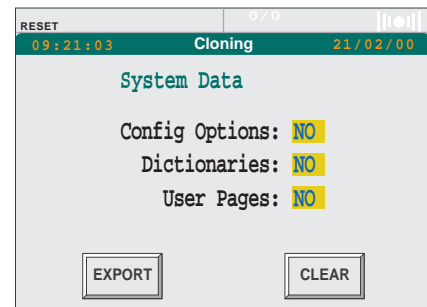 RESET 0/0
09:21:03 Cloning 21/02/00
System Data
Config Options: NO
Dictionaries: NO
User Pages: NO
EXPORT CLEAR